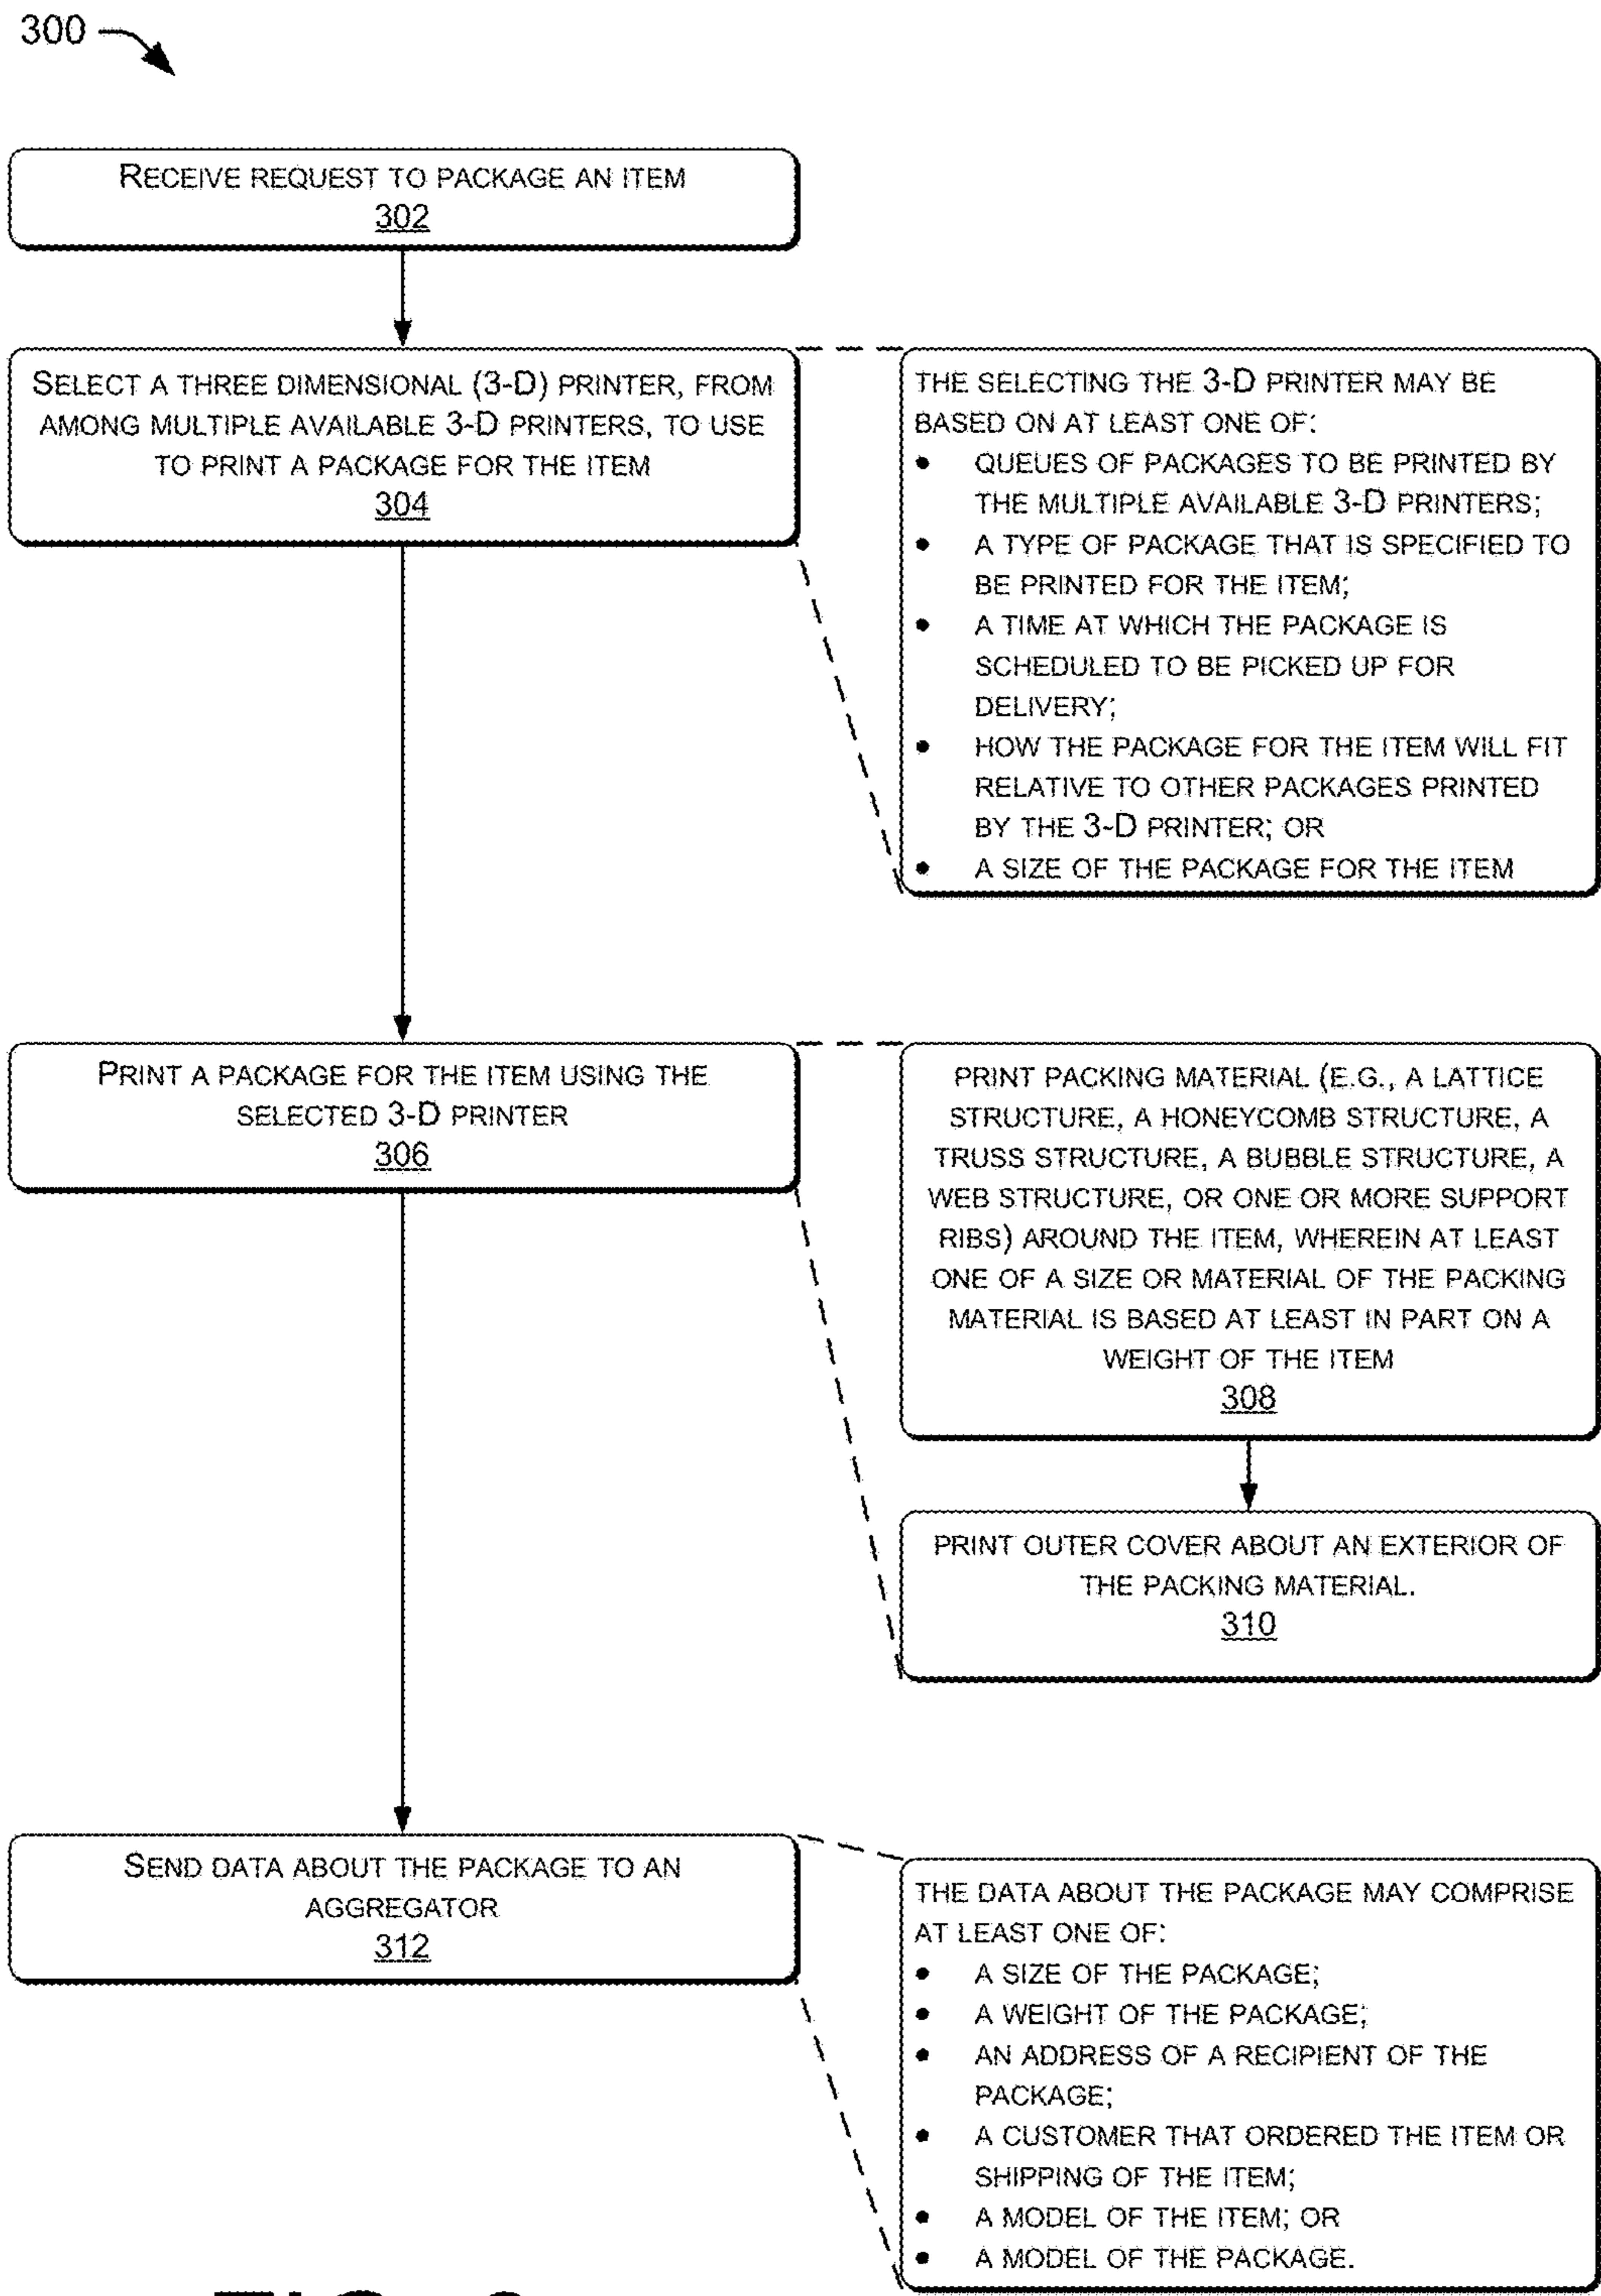 300
RECEIVE REQUEST TO PACKAGE AN ITEM
302
SELECT A THREE DIMENSIONAL (3-D) PRINTER, FROM
AMONG MULTIPLE AVAILABLE 3-D PRINTERS, TO USE
TO PRINT A PACKAGE FOR THE ITEM
304
THE SELECTING THE 3-D PRINTER MAY BE
BASED ON AT LEAST ONE OF:
• QUEUES OF PACKAGES TO BE PRINTED BY
THE MULTIPLE AVAILABLE 3-D PRINTERS;
• A TYPE OF PACKAGE THAT IS SPECIFIED TO
BE PRINTED FOR THE ITEM;
• A TIME AT WHICH THE PACKAGE IS
SCHEDULED TO BE PICKED UP FOR
DELIVERY;
• HOW THE PACKAGE FOR THE ITEM WILL FIT
RELATIVE TO OTHER PACKAGES PRINTED
BY THE 3-D PRINTER; OR
• A SIZE OF THE PACKAGE FOR THE ITEM
PRINT A PACKAGE FOR THE ITEM USING THE
SELECTED 3-D PRINTER
306
PRINT PACKING MATERIAL (E.G., A LATTICE
STRUCTURE, A HONEYCOMB STRUCTURE, A
TRUSS STRUCTURE, A BUBBLE STRUCTURE, A
WEB STRUCTURE, OR ONE OR MORE SUPPORT
RIBS) AROUND THE ITEM, WHEREIN AT LEAST
ONE OF A SIZE OR MATERIAL OF THE PACKING
MATERIAL IS BASED AT LEAST IN PART ON A
WEIGHT OF THE ITEM
308
PRINT OUTER COVER ABOUT AN EXTERIOR OF
THE PACKING MATERIAL.
310
SEND DATA ABOUT THE PACKAGE TO AN
AGGREGATOR
312
THE DATA ABOUT THE PACKAGE MAY COMPRISE
AT LEAST ONE OF:
• A SIZE OF THE PACKAGE;
• A WEIGHT OF THE PACKAGE;
• AN ADDRESS OF A RECIPIENT OF THE
PACKAGE;
• A CUSTOMER THAT ORDERED THE ITEM OR
SHIPPING OF THE ITEM;
• A MODEL OF THE ITEM; OR
• A MODEL OF THE PACKAGE.